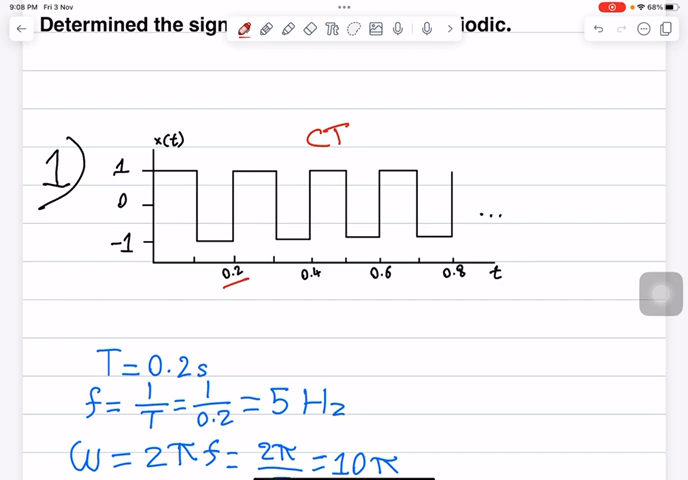 9:08 PM Fri 3 Nov
68%
Determined the sign
iodic.
1)
x(t)
CT
1
0
-1
...
0.2 0.4 0.6 0.8 t
T = 0.2 s
f = 1/T = 1/0.2 = 5 Hz
ω = 2πf = 2π = 10π